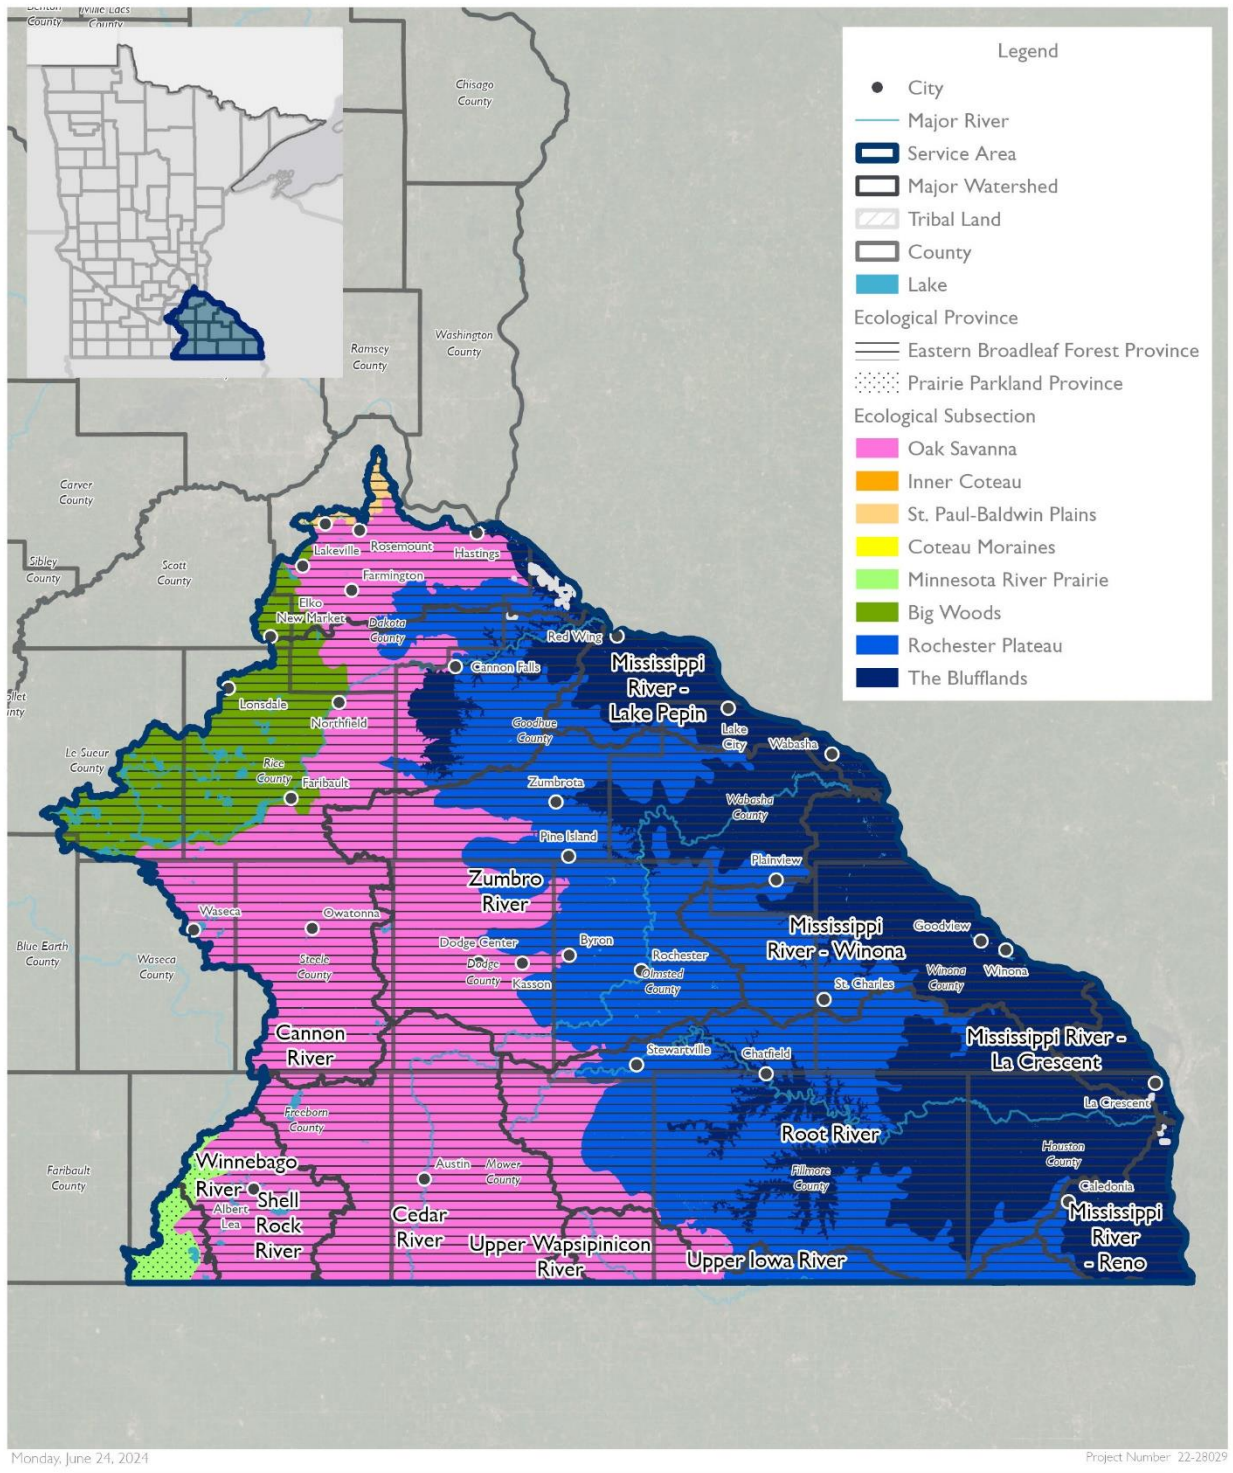 Benton
County
Mille Lacs
County
Chisago
County
Washington
County
Ramsey
County
Carver
County
Sibley
County
Scott
County
Legend
City
Major River
Service Area
Major Watershed
Tribal Land
County
Lake
Ecological Province
Eastern Broadleaf Forest Province
Prairie Parkland Province
Ecological Subsection
Oak Savanna
Inner Coteau
St. Paul-Baldwin Plains
Coteau Moraines
Minnesota River Prairie
Big Woods
Rochester Plateau
The Blufflands
Lakeville
Rosemount
Hastings
Farmington
Elko
New Market
Dakota
County
Red Wing
Cannon Falls
Mississippi
River -
Lake Pepin
ollet
nty
Lonsdale
Northfield
Goodhue
County
Lake
City
Wabasha
Le Sueur
County
Rice
County
Faribault
Zumbrota
Wabasha
County
Pine Island
Plainview
Zumbro
River
Waseca
Owatonna
Mississippi
River - Winona
Goodview
Winona
Blue Earth
County
Waseca
County
Steele
County
Dodge Center
Dodge
County
Kasson
Byron
Rochester
Olmsted
County
Winona
County
St. Charles
Cannon
River
Stewartville
Chatfield
Mississippi River -
La Crescent
La Crescent
Freeborn
County
Root River
Houston
County
Faribault
County
Winnebago
River
Albert
Lea
Shell
Rock
River
Austin
Mower
County
Cedar
River
Fillmore
County
Caledonia
Upper Wapsipinicon
River
Upper Iowa River
Mississippi
River
- Reno
Monday, June 24, 2024
Project Number 22-28029